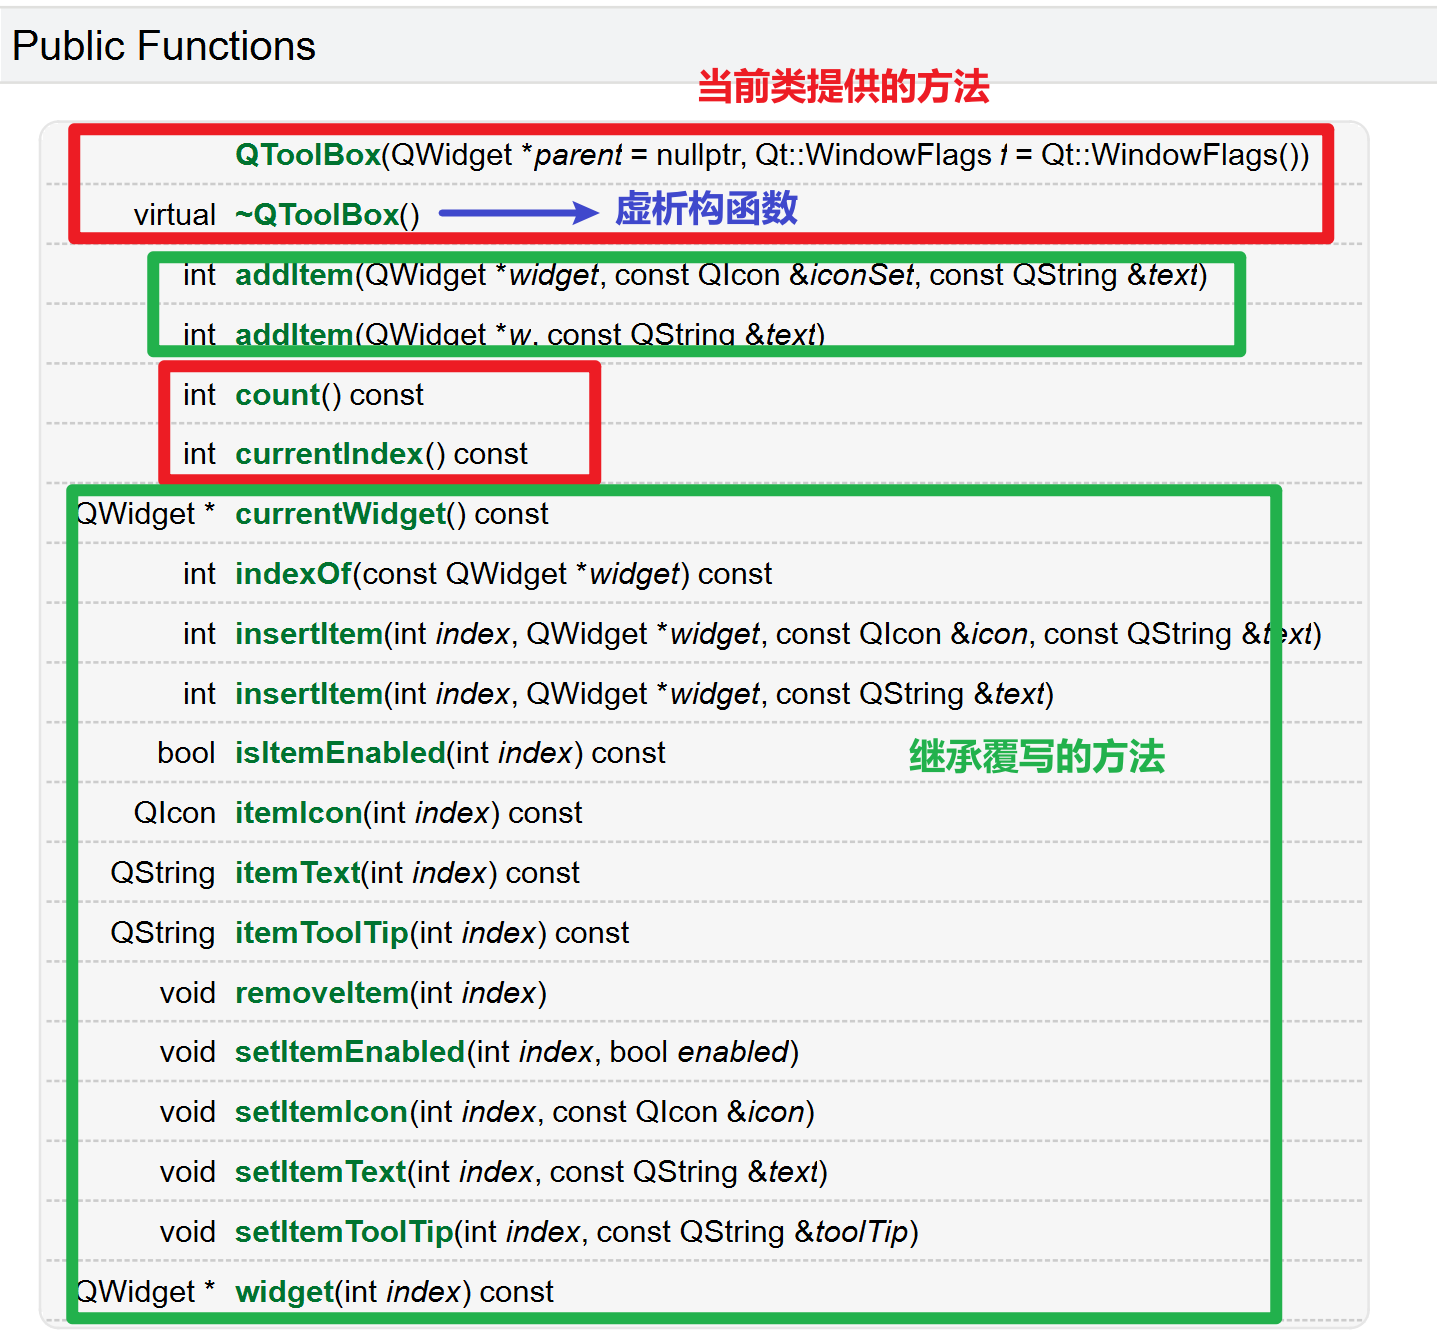 Public Functions
当前类提供的方法
QToolBox(QWidget *parent = nullptr, Qt::WindowFlags f = Qt::WindowFlags())
virtual ~QToolBox() 虚析构函数
int addItem(QWidget *widget, const QIcon &iconSet, const QString &text)
int addItem(QWidget *w, const QString &text)
int count() const
int currentIndex() const
QWidget * currentWidget() const
int indexOf(const QWidget *widget) const
int insertItem(int index, QWidget *widget, const QIcon &icon, const QString &text)
int insertItem(int index, QWidget *widget, const QString &text)
bool isItemEnabled(int index) const 继承覆写的方法
QIcon itemIcon(int index) const
QString itemText(int index) const
QString itemToolTip(int index) const
void removeItem(int index)
void setItemEnabled(int index, bool enabled)
void setItemIcon(int index, const QIcon &icon)
void setItemText(int index, const QString &text)
void setItemToolTip(int index, const QString &toolTip)
QWidget * widget(int index) const